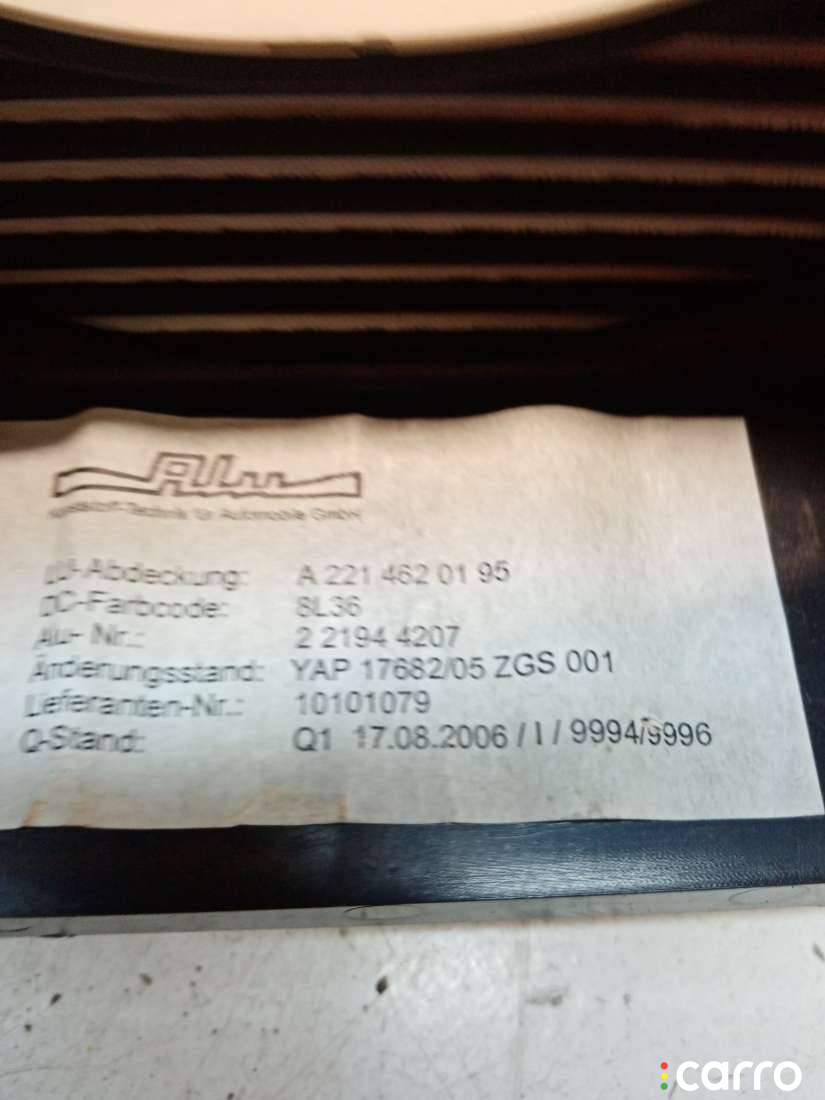 Alu
Kunststoff-Technik für Automobile GmbH
LU-Abdeckung: A 221 462 01 95
DC-Farbcode: 8L36
Alu- Nr.: 2 2194 4207
Änderungsstand: YAP 17682/05 ZGS 001
Lieferanten-Nr.: 10101079
Q-Stand: Q1 17.08.2006 / I / 9994/9996
carro